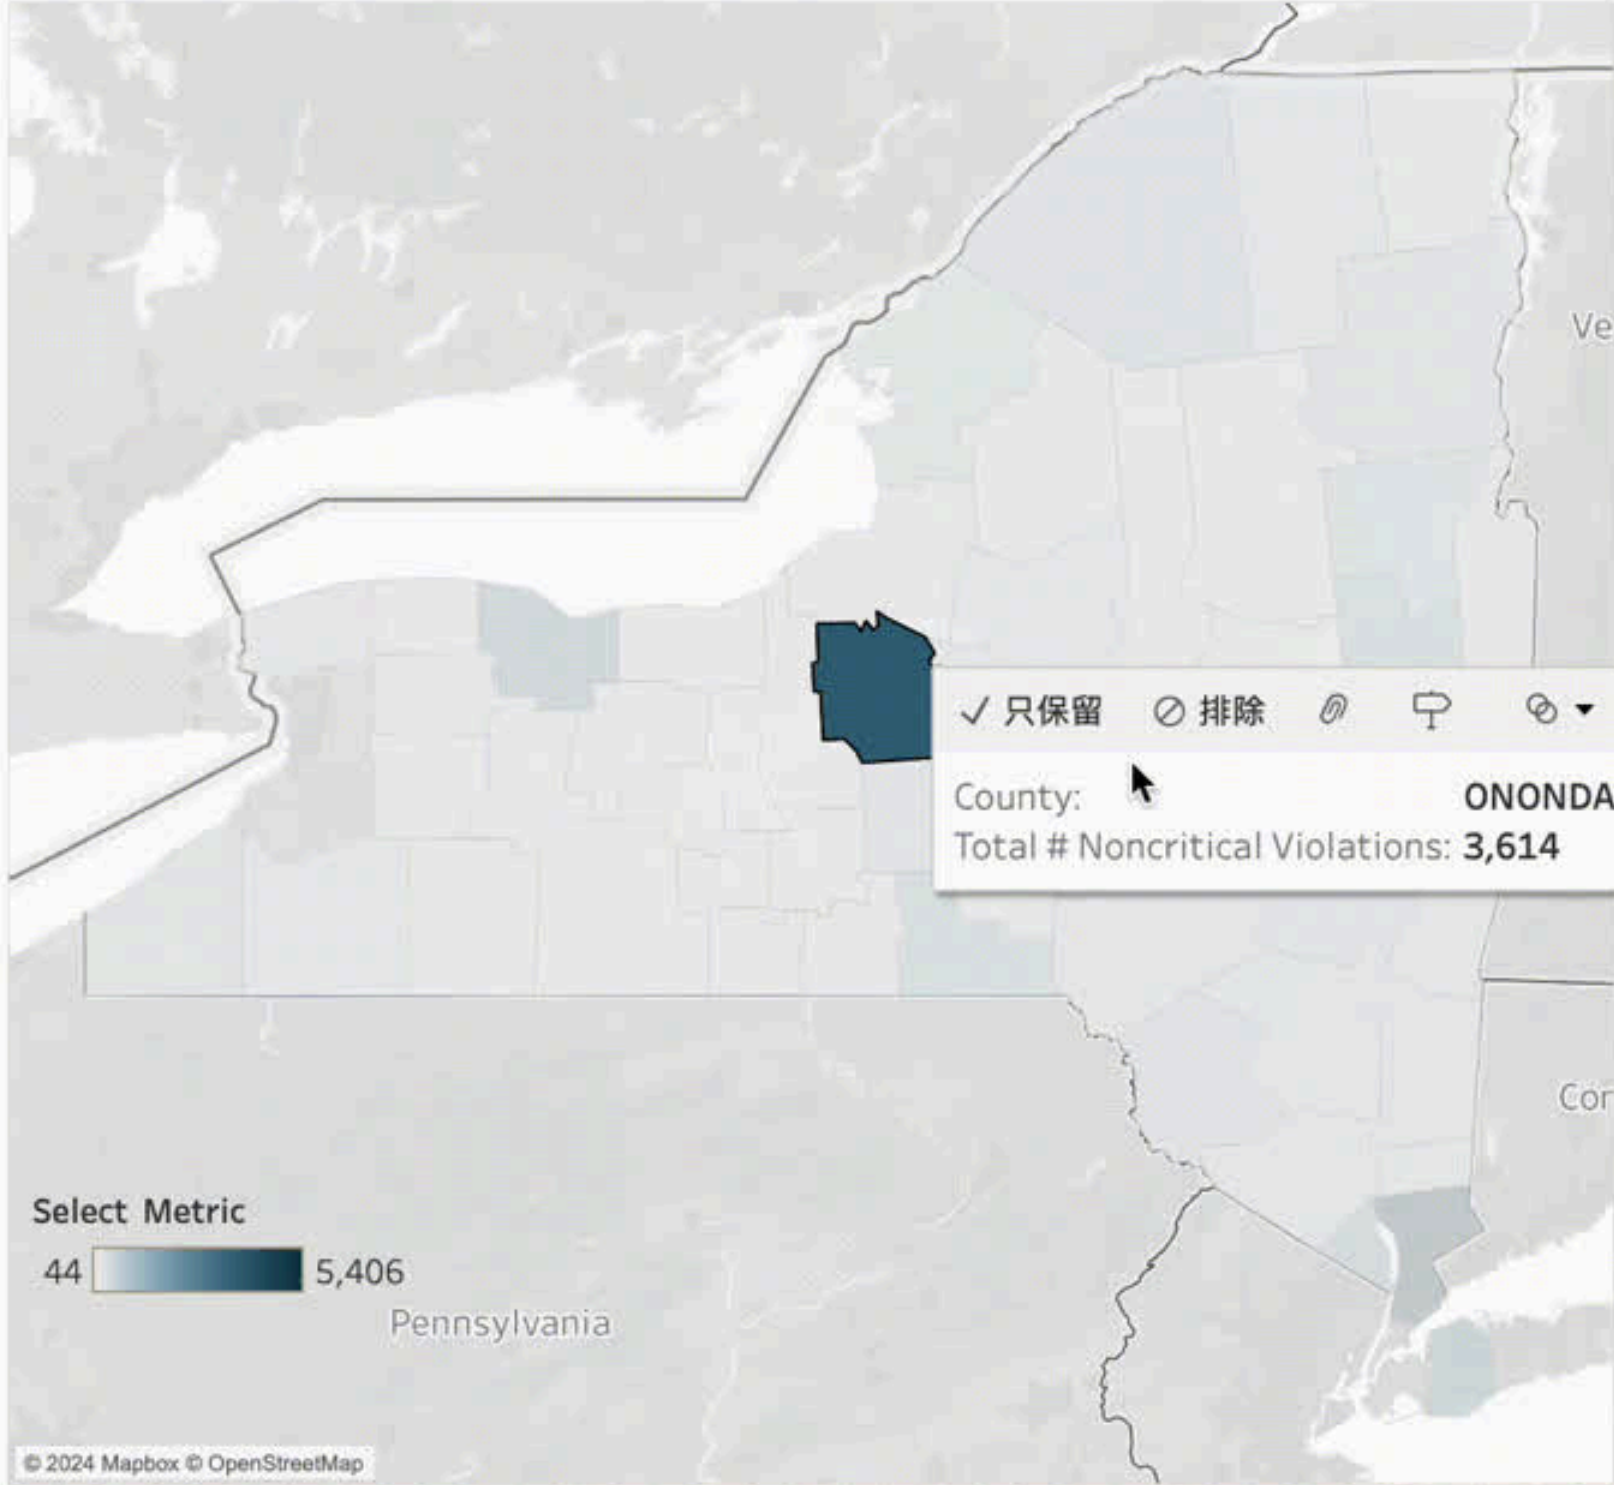 Ve
✓ 只保留 排除
County: ONONDA
Total # Noncritical Violations: 3,614
Cor
Select Metric
44 5,406
Pennsylvania
© 2024 Mapbox © OpenStreetMap